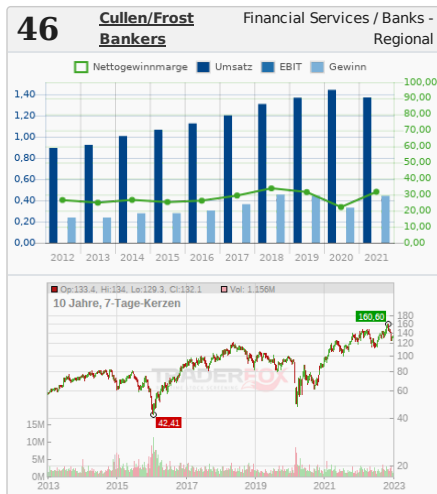 46
Cullen/Frost
Bankers
Financial Services / Banks -
Regional
Nettogewinnmarge Umsatz EBIT Gewinn
1,40
1,20
1,00
0,80
0,60
0,40
0,20
0,00
100,00
90,00
80,00
70,00
60,00
50,00
40,00
30,00
20,00
10,00
0,00
2012 2013 2014 2015 2016 2017 2018 2019 2020 2021
Op:133.4, Hi:134, Lo:129.3, Cl:132.1 Vol: 1,156M
10 Jahre, 7-Tage-Kerzen
160,60
42,41
TRADERFOX
180
160
140
120
100
80
60
40
20
15M
10M
5M
0M
2013 2015 2017 2019 2021 2023